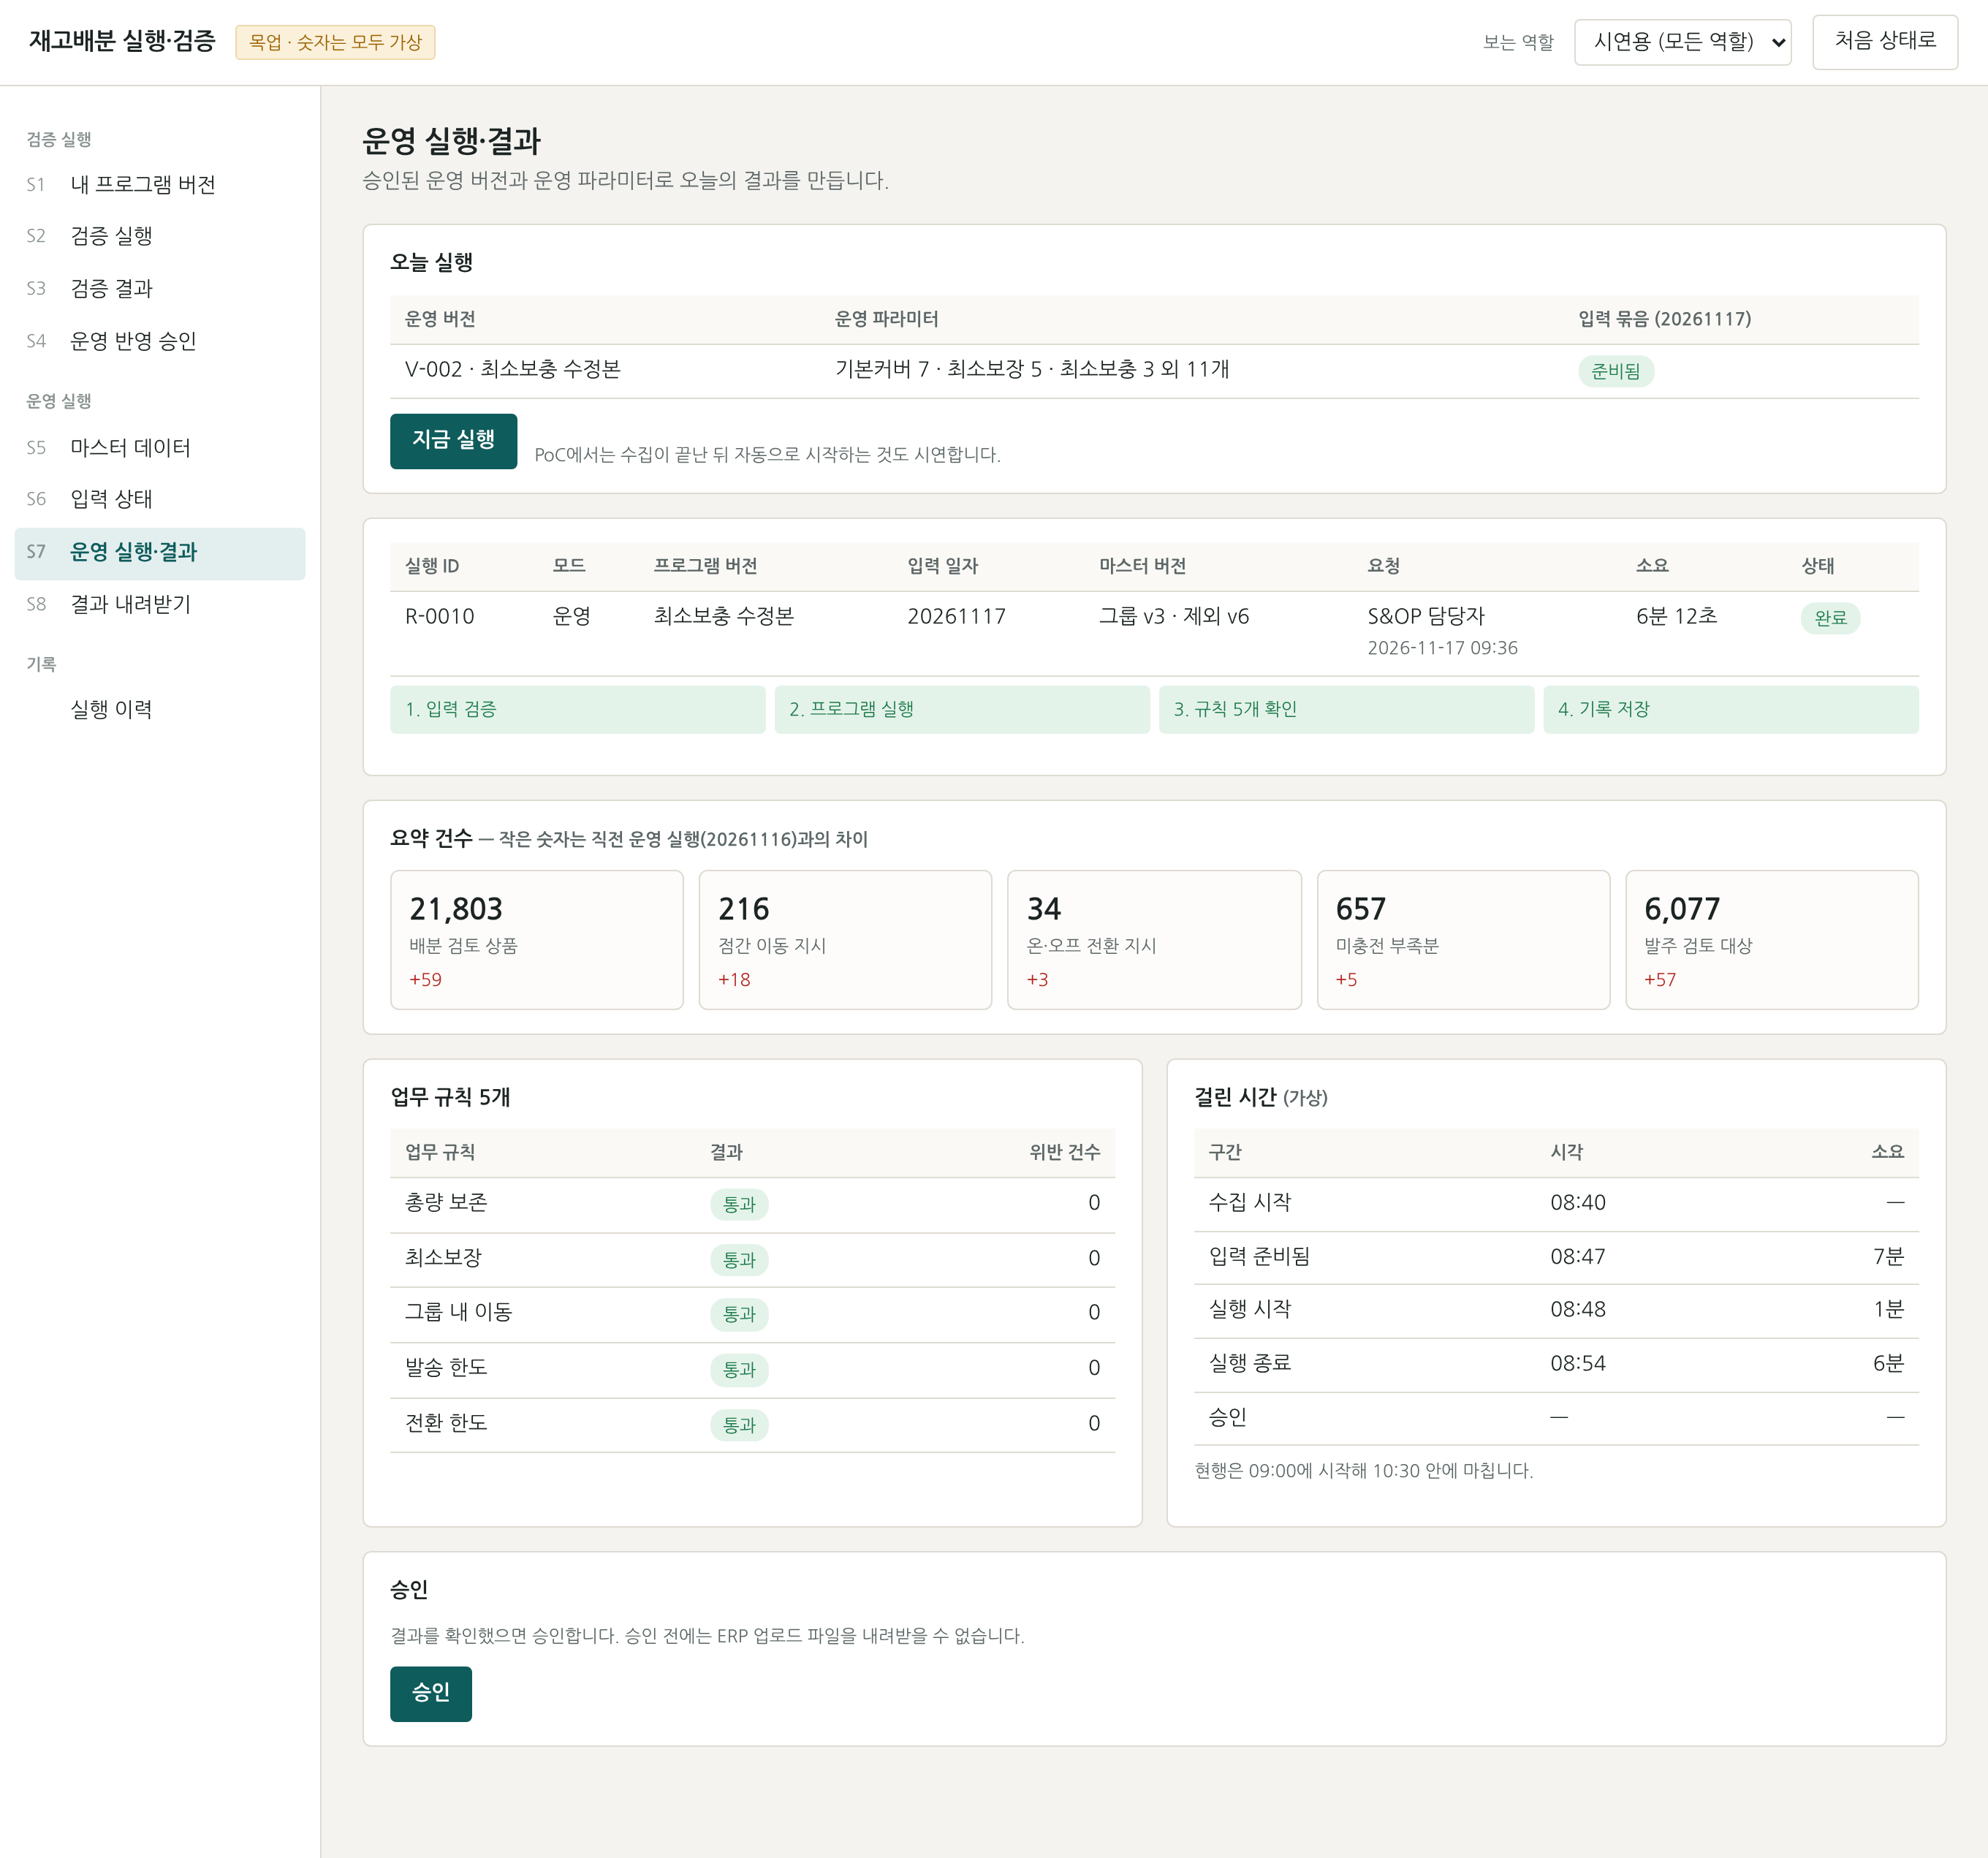 재고배분 실행·검증
목업 · 숫자는 모두 가상
보는 역할
시연용 (모든 역할)
처음 상태로
검증 실행
S1 내 프로그램 버전
S2 검증 실행
S3 검증 결과
S4 운영 반영 승인
운영 실행
S5 마스터 데이터
S6 입력 상태
S7 운영 실행·결과
S8 결과 내려받기
기록
실행 이력
운영 실행·결과
승인된 운영 버전과 운영 파라미터로 오늘의 결과를 만듭니다.
오늘 실행
운영 버전 운영 파라미터 입력 묶음 (20261117)
V-002 · 최소보충 수정본 기본커버 7 · 최소보장 5 · 최소보충 3 외 11개 준비됨
지금 실행 PoC에서는 수집이 끝난 뒤 자동으로 시작하는 것도 시연합니다.
실행 ID 모드 프로그램 버전 입력 일자 마스터 버전 요청 소요 상태
R-0010 운영 최소보충 수정본 20261117 그룹 v3 · 제외 v6 S&OP 담당자 6분 12초 완료
2026-11-17 09:36
1. 입력 검증 2. 프로그램 실행 3. 규칙 5개 확인 4. 기록 저장
요약 건수 — 작은 숫자는 직전 운영 실행(20261116)과의 차이
21,803 216 34 657 6,077
배분 검토 상품 점간 이동 지시 온·오프 전환 지시 미충전 부족분 발주 검토 대상
+59 +18 +3 +5 +57
업무 규칙 5개
업무 규칙 결과 위반 건수
총량 보존 통과 0
최소보장 통과 0
그룹 내 이동 통과 0
발송 한도 통과 0
전환 한도 통과 0
걸린 시간 (가상)
구간 시각 소요
수집 시작 08:40 —
입력 준비됨 08:47 7분
실행 시작 08:48 1분
실행 종료 08:54 6분
승인 — —
현행은 09:00에 시작해 10:30 안에 마칩니다.
승인
결과를 확인했으면 승인합니다. 승인 전에는 ERP 업로드 파일을 내려받을 수 없습니다.
승인